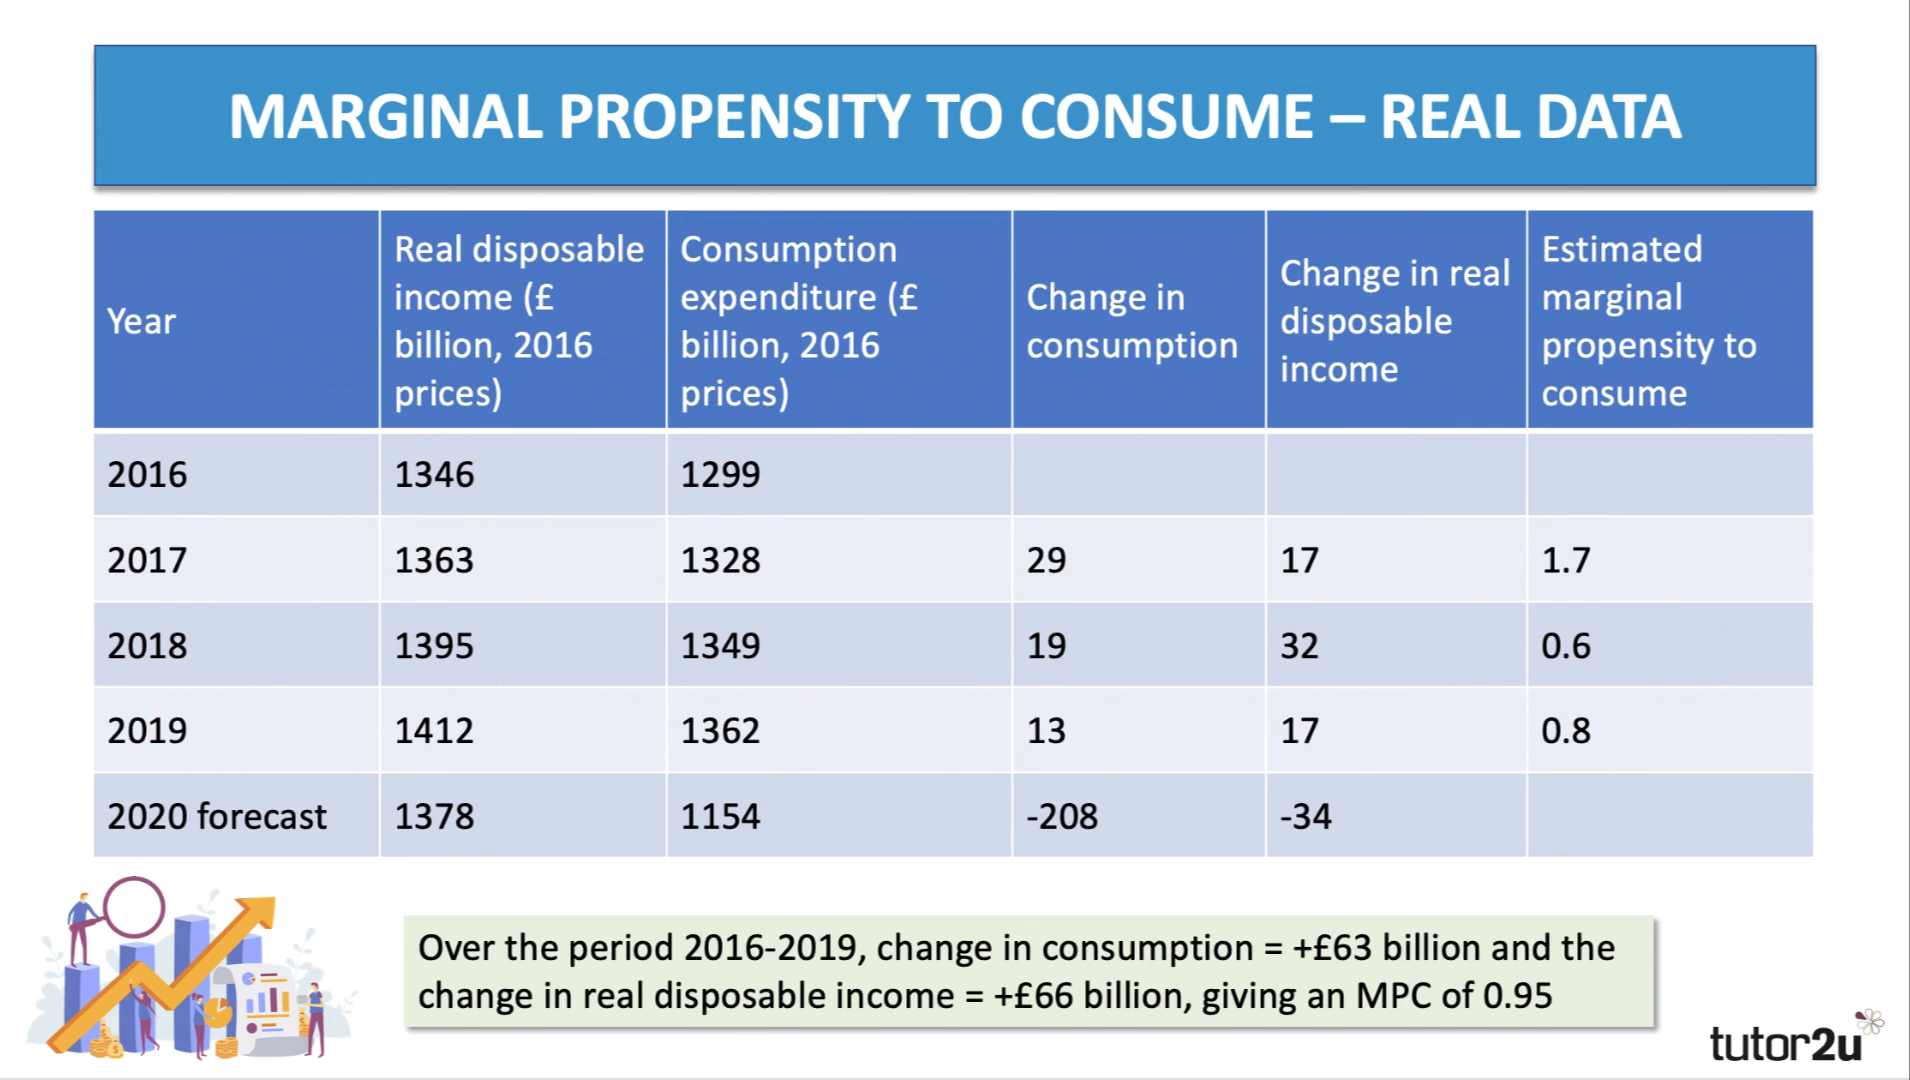 MARGINAL PROPENSITY TO CONSUME – REAL DATA
Year
Real disposable
income (£
billion, 2016
prices)
Consumption
expenditure (£
billion, 2016
prices)
Change in
consumption
Change in real
disposable
income
Estimated
marginal
propensity to
consume
2016 1346 1299
2017 1363 1328 29 17 1.7
2018 1395 1349 19 32 0.6
2019 1412 1362 13 17 0.8
2020 forecast 1378 1154 -208 -34
Over the period 2016-2019, change in consumption = +£63 billion and the
change in real disposable income = +£66 billion, giving an MPC of 0.95
tutor2u